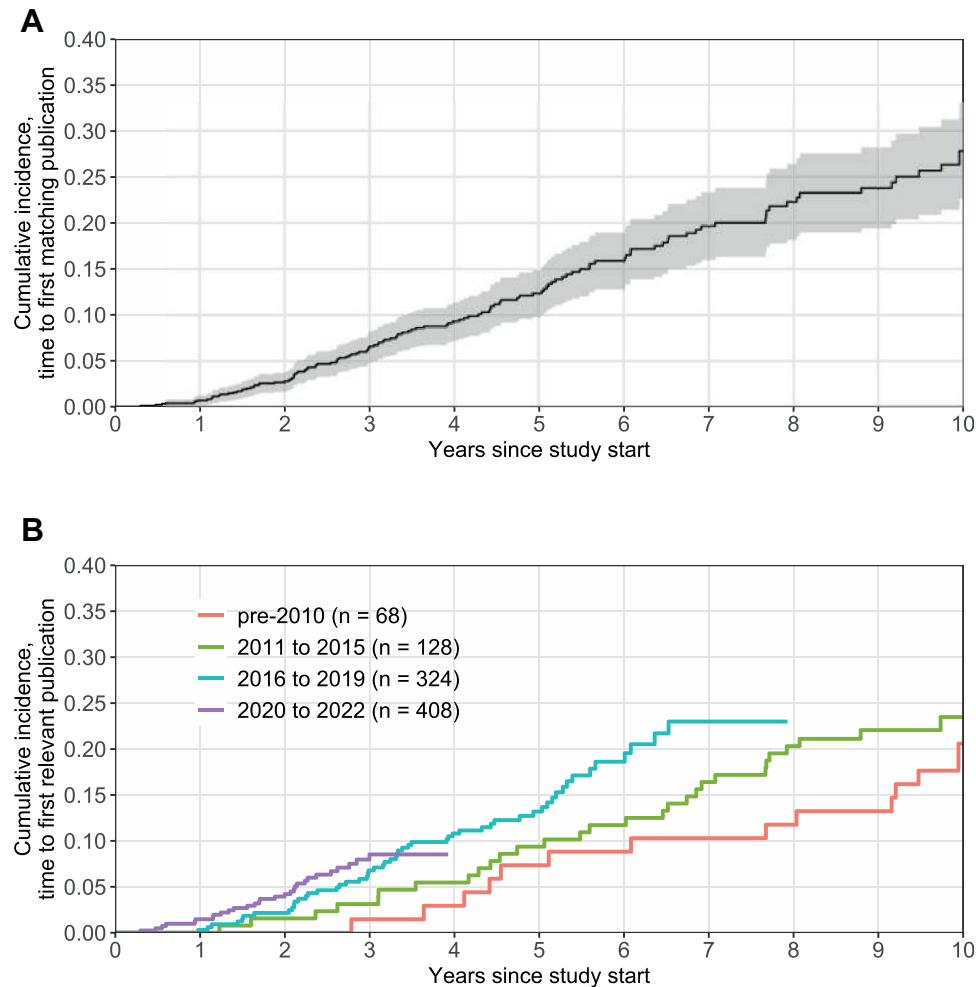 A
Cumulative incidence,
time to first matching publication
0.40
0.35
0.30
0.25
0.20
0.15
0.10
0.05
0.00
0 1 2 3 4 5 6 7 8 9 10
Years since study start
B
Cumulative incidence,
time to first relevant publication
0.40
0.35
0.30
0.25
0.20
0.15
0.10
0.05
0.00
pre-2010 (n = 68)
2011 to 2015 (n = 128)
2016 to 2019 (n = 324)
2020 to 2022 (n = 408)
0 1 2 3 4 5 6 7 8 9 10
Years since study start